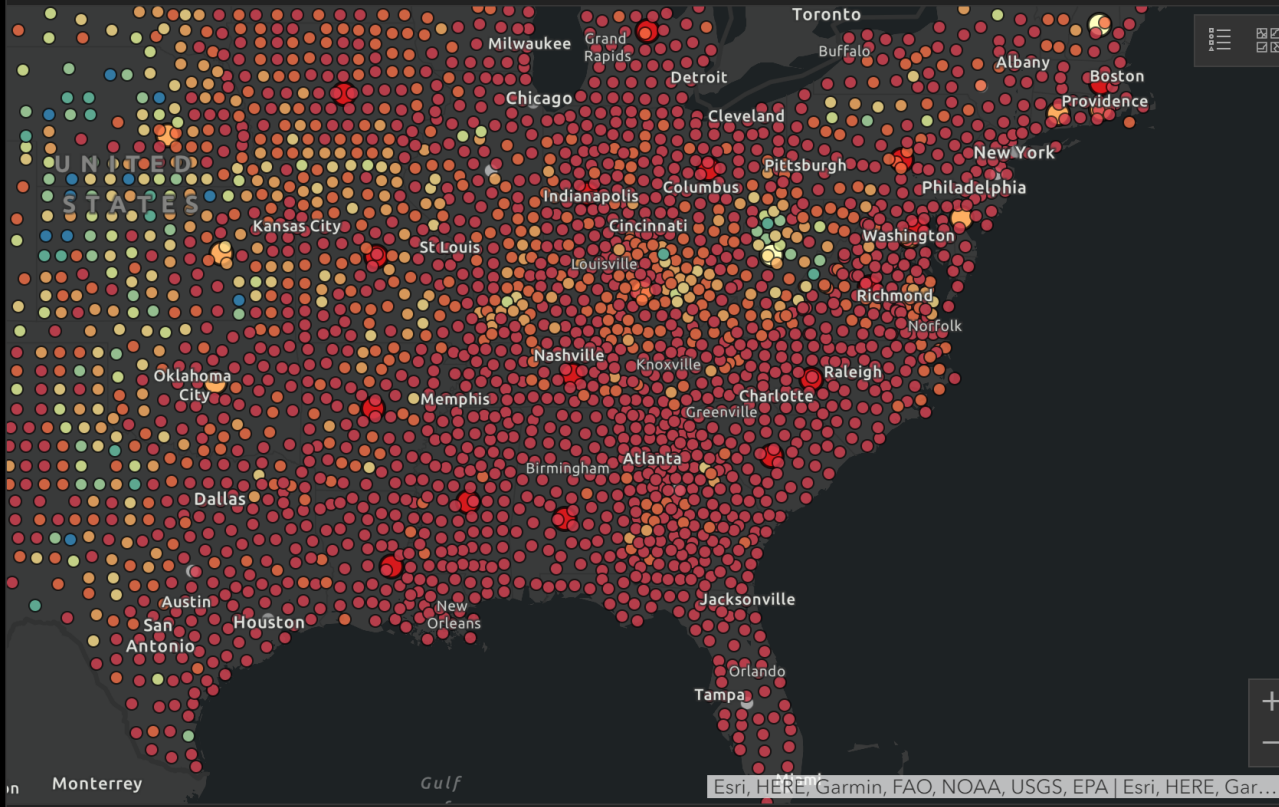 Toronto
Milwaukee
Grand
Rapids
Buffalo
Albany
Detroit
Boston
Chicago
Providence
Cleveland
New York
UNITED
Pittsburgh
Columbus
Philadelphia
Indianapolis
STATES
Kansas City
Cincinnati
Washington
St Louis
Louisville
Richmond
Norfolk
Nashville
Knoxville
Oklahoma
City
Raleigh
Memphis
Charlotte
Greenville
Atlanta
Birmingham
Dallas
Austin
Jacksonville
New
Orleans
Houston
San
Antonio
Orlando
Tampa
Miami
Monterrey
Gulf
Esri, HERE, Garmin, FAO, NOAA, USGS, EPA | Esri, HERE, Gar...